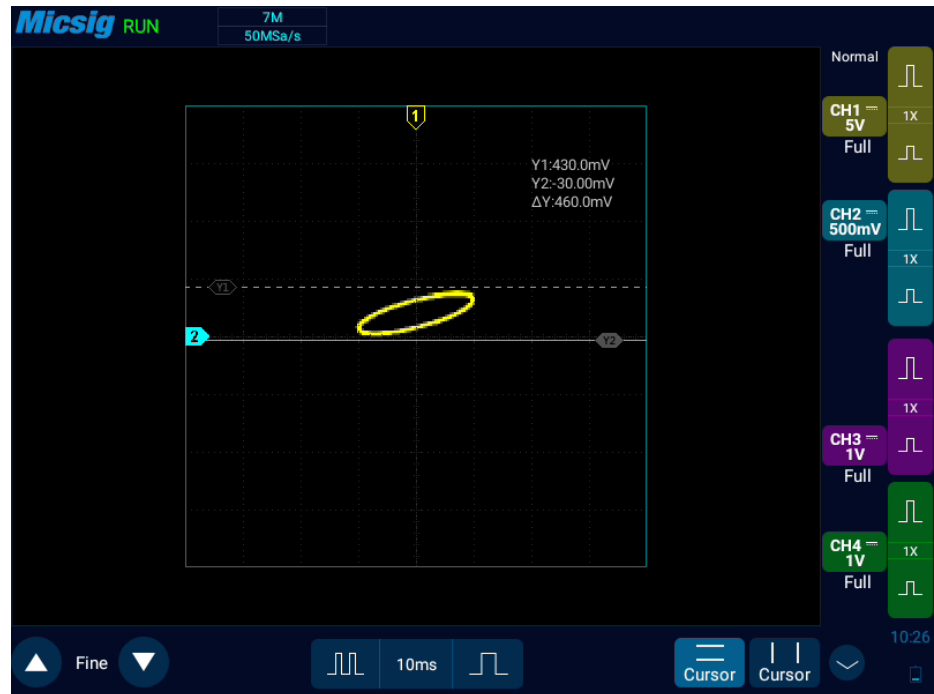 Micsig RUN
7M
50MSa/s
Normal
1
CH1
5V
Full
1X
Y1:430.0mV
Y2:-30.00mV
ΔY:460.0mV
CH2
500mV
Full
1X
Y1
2
Y2
CH3
1V
Full
1X
CH4
1V
Full
1X
10:26
Fine
10ms
Cursor
Cursor